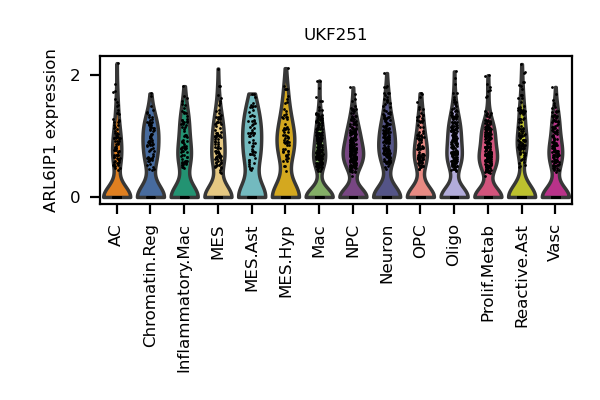 UKF251
ARL6IP1 expression
2
0
AC
Chromatin.Reg
Inflammatory.Mac
MES
MES.Ast
MES.Hyp
Mac
NPC
Neuron
OPC
Oligo
Prolif.Metab
Reactive.Ast
Vasc